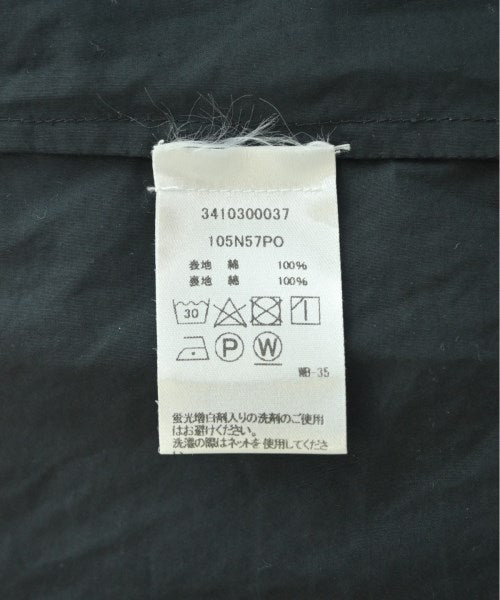 3410300037
105N57PO
表地 綿 100%
裏地 綿 100%
30
P W
WB-35
蛍光増白剤入りの洗剤のご使用
はお避けください。
洗濯の際はネットを使用してくださ